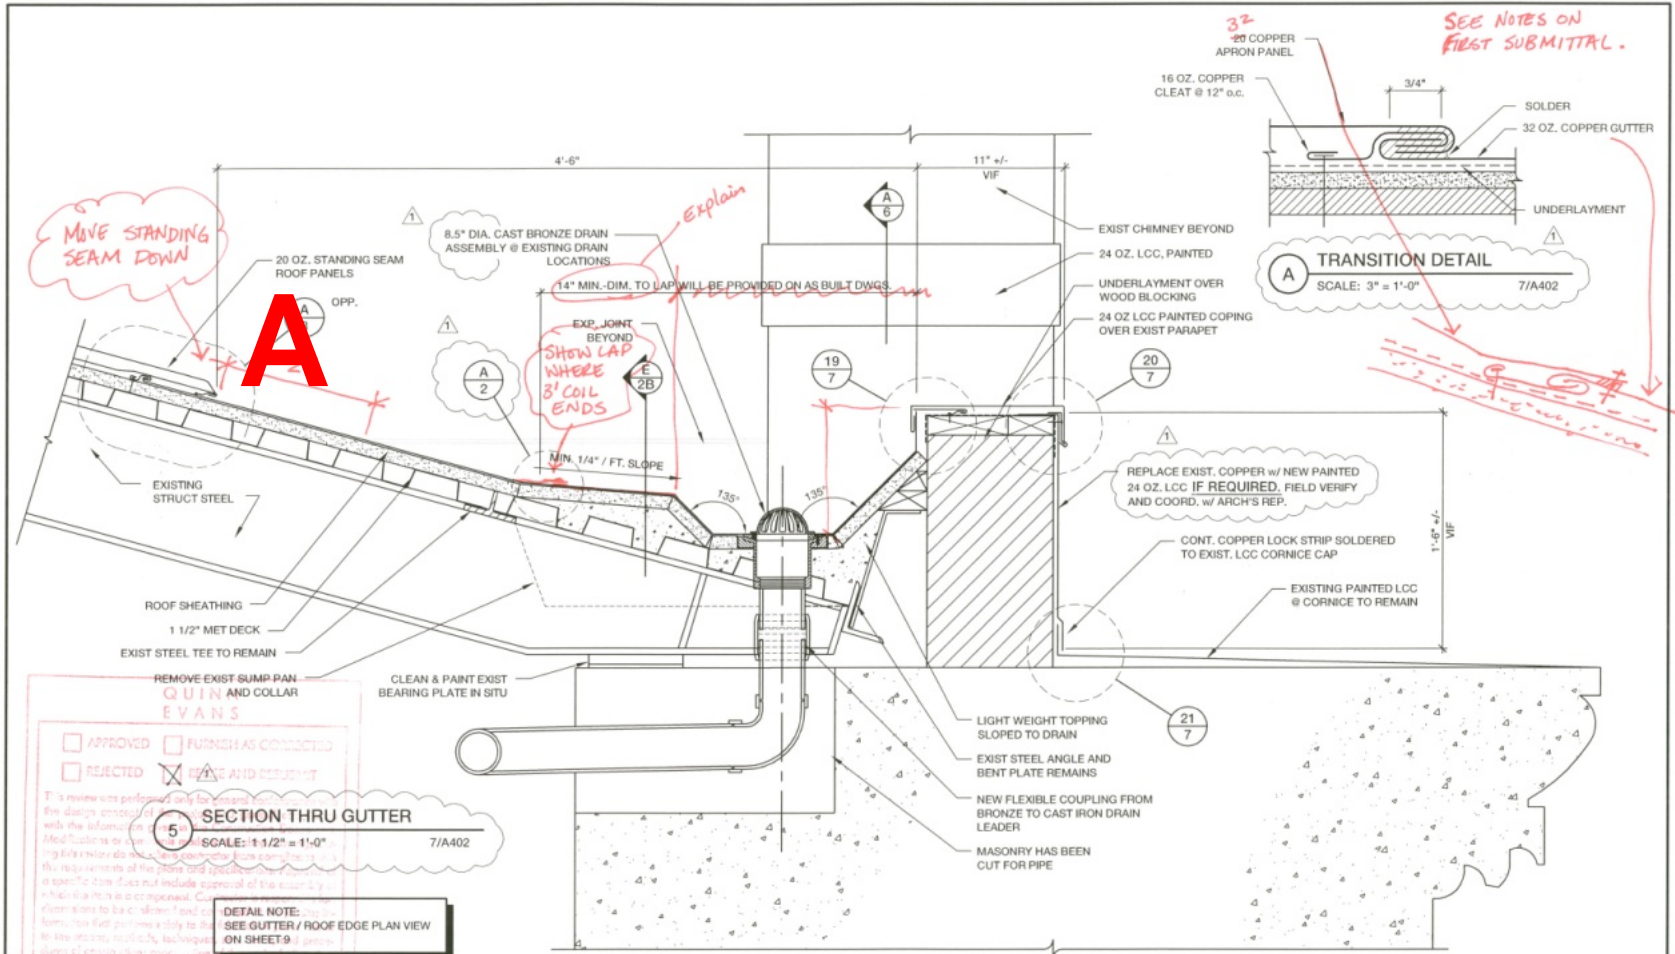 32
20 COPPER
APRON PANEL
SEE NOTES ON
FIRST SUBMITTAL.
16 OZ. COPPER
CLEAT @ 12" o.c.
3/4"
SOLDER
32 OZ. COPPER GUTTER
UNDERLAYMENT
1
A
TRANSITION DETAIL
SCALE: 3" = 1'-0"
7/A402
4'-6"
11" +/-
VIF
A
6
Explain
MOVE STANDING
SEAM DOWN
1
8.5" DIA. CAST BRONZE DRAIN
ASSEMBLY @ EXISTING DRAIN
LOCATIONS
20 OZ. STANDING SEAM
ROOF PANELS
A
OPP.
A
14" MIN.-DIM. TO LAP WILL BE PROVIDED ON AS BUILT DWGS.
EXIST CHIMNEY BEYOND
24 OZ. LCC, PAINTED
UNDERLAYMENT OVER
WOOD BLOCKING
24 OZ LCC PAINTED COPING
OVER EXIST PARAPET
1
EXP. JOINT
BEYOND
SHOW LAP
WHERE
3' COIL
ENDS
A
2
E
2B
19
7
20
7
MIN. 1/4" / FT. SLOPE
135°
135°
EXISTING
STRUCT STEEL
1
REPLACE EXIST. COPPER w/ NEW PAINTED
24 OZ. LCC IF REQUIRED. FIELD VERIFY
AND COORD. w/ ARCH'S REP.
1'-6" +/-
VIF
CONT. COPPER LOCK STRIP SOLDERED
TO EXIST. LCC CORNICE CAP
EXISTING PAINTED LCC
@ CORNICE TO REMAIN
ROOF SHEATHING
1 1/2" MET DECK
EXIST STEEL TEE TO REMAIN
REMOVE EXIST SUMP PAN
AND COLLAR
CLEAN & PAINT EXIST
BEARING PLATE IN SITU
QUINN
EVANS
APPROVED
FURNISH AS CORRECTED
REJECTED
REVISE AND RESUBMIT
1
LIGHT WEIGHT TOPPING
SLOPED TO DRAIN
EXIST STEEL ANGLE AND
BENT PLATE REMAINS
NEW FLEXIBLE COUPLING FROM
BRONZE TO CAST IRON DRAIN
LEADER
MASONRY HAS BEEN
CUT FOR PIPE
21
7
5
SECTION THRU GUTTER
SCALE: 1 1/2" = 1'-0"
7/A402
DETAIL NOTE:
SEE GUTTER / ROOF EDGE PLAN VIEW
ON SHEET 9